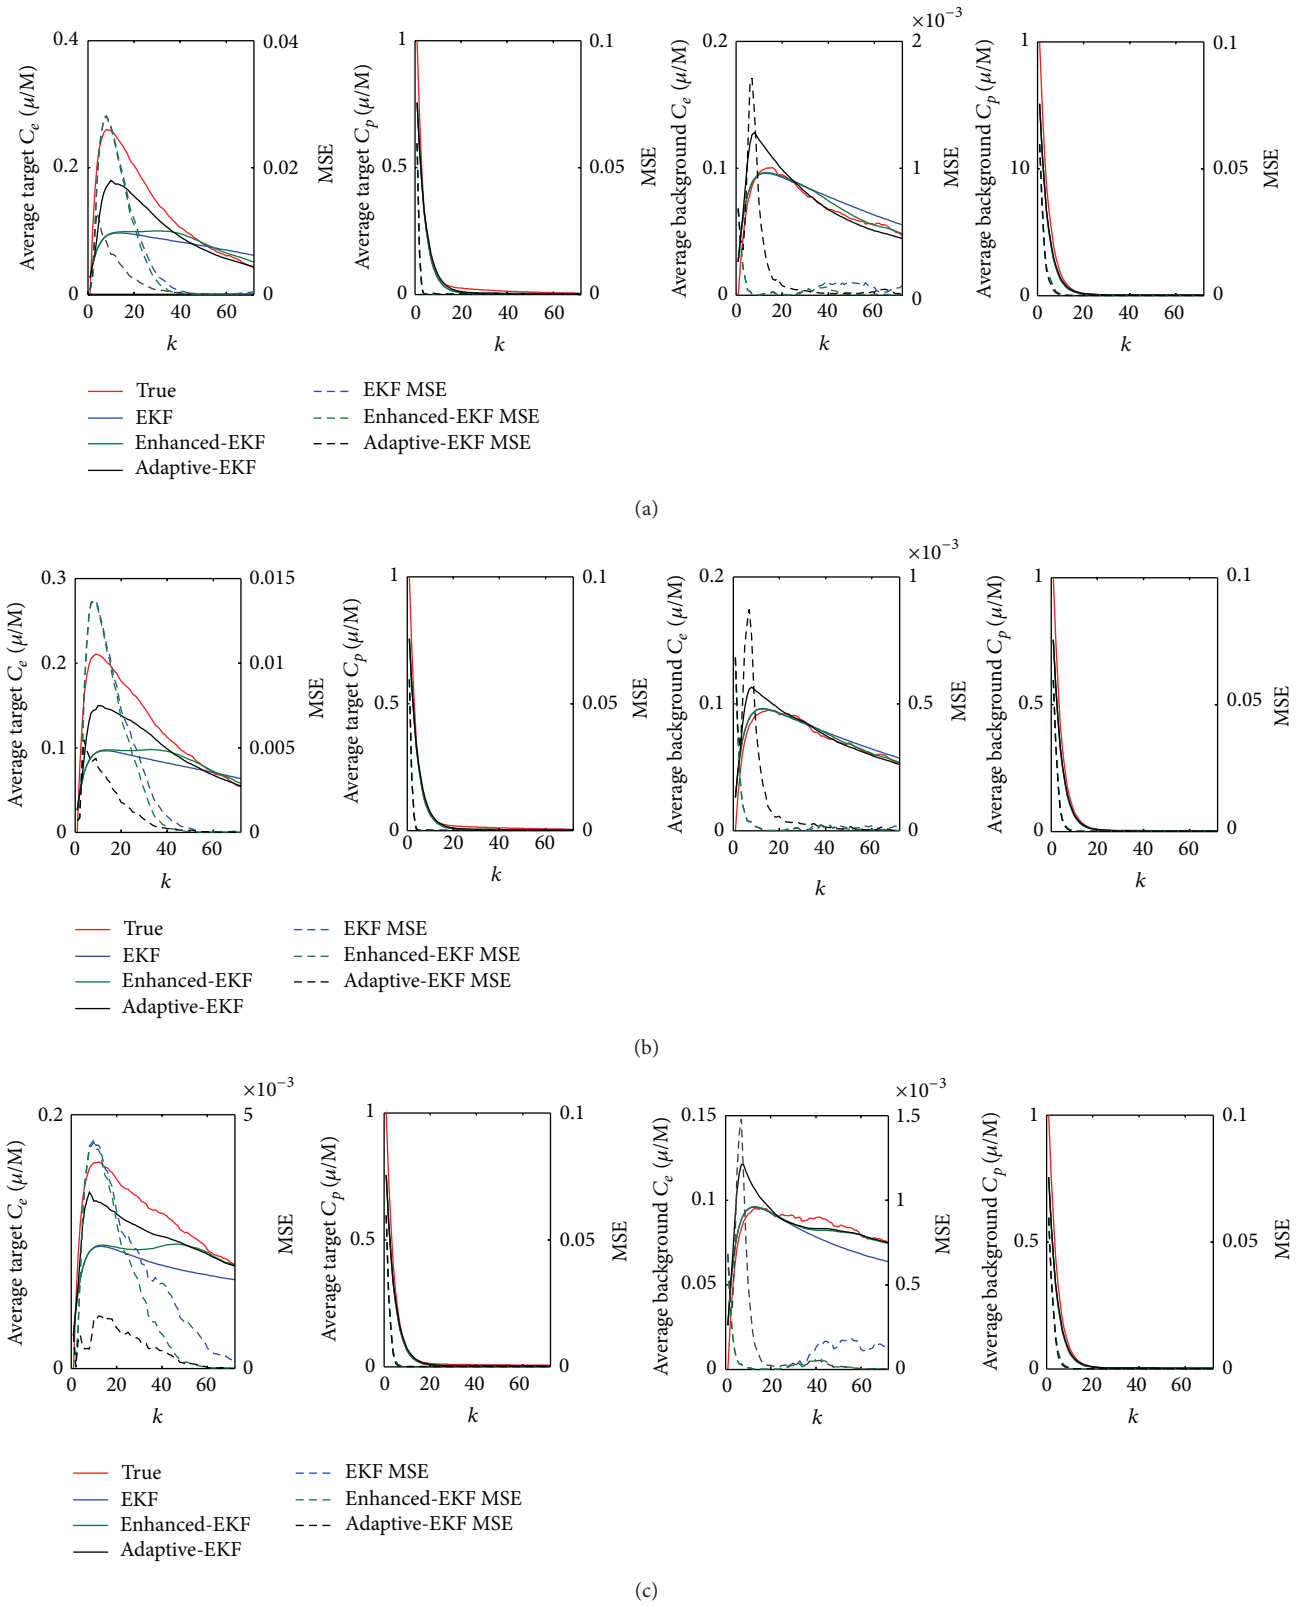 ×10−3
0.4
0.04
1
0.1
0.2
2
1
0.1
Average target Ce (μ/M)
0.2
0.02
MSE
Average target Cp (μ/M)
0.5
0.05
MSE
Average background Ce (μ/M)
0.1
1
MSE
Average background Cp (μ/M)
10
0.05
MSE
0
0
0
0
0
0
0
0
0 20 40 60
0 20 40 60
0 20 40 60
0 20 40 60
k
k
k
k
True
EKF
Enhanced-EKF
Adaptive-EKF
EKF MSE
Enhanced-EKF MSE
Adaptive-EKF MSE
(a)
×10−3
0.3
0.015
1
0.1
0.2
1
1
0.1
Average target Ce (μ/M)
0.2
0.01
0.1
0.005
MSE
Average target Cp (μ/M)
0.5
0.05
MSE
Average background Ce (μ/M)
0.1
0.5
MSE
Average background Cp (μ/M)
0.5
0.05
MSE
0
0
0
0
0
0
0
0
0 20 40 60
0 20 40 60
0 20 40 60
0 20 40 60
k
k
k
k
True
EKF
Enhanced-EKF
Adaptive-EKF
EKF MSE
Enhanced-EKF MSE
Adaptive-EKF MSE
(b)
×10−3
×10−3
0.2
5
1
0.1
0.15
1.5
1
0.1
Average target Ce (μ/M)
MSE
Average target Cp (μ/M)
0.5
0.05
MSE
Average background Ce (μ/M)
0.1
1
0.05
0.5
MSE
Average background Cp (μ/M)
0.5
0.05
MSE
0
0
0
0
0
0
0
0
0 20 40 60
0 20 40 60
0 20 40 60
0 20 40 60
k
k
k
k
True
EKF
Enhanced-EKF
Adaptive-EKF
EKF MSE
Enhanced-EKF MSE
Adaptive-EKF MSE
(c)